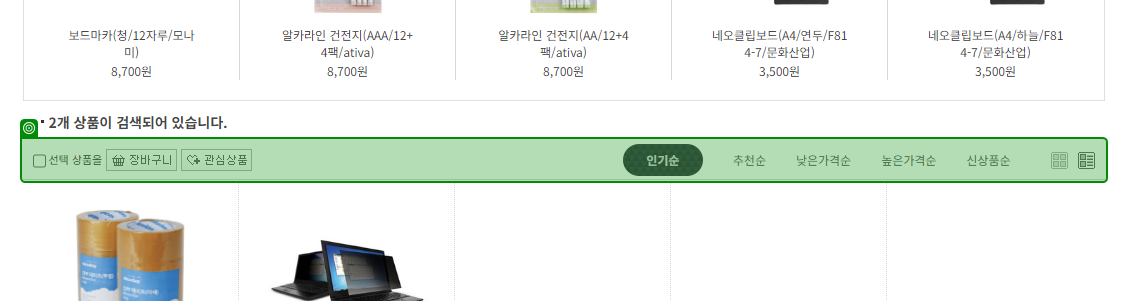 보드마카(청/12자루/모나
미)
8,700원
알카라인 건전지(AAA/12+
4팩/ativa)
8,700원
알카라인 건전지(AA/12+4
팩/ativa)
8,700원
네오클립보드(A4/연두/F81
4-7/문화산업)
3,500원
네오클립보드(A4/하늘/F81
4-7/문화산업)
3,500원
2개 상품이 검색되어 있습니다.
선택 상품을 장바구니 관심상품 인기순 추천순 낮은가격순 높은가격순 신상품순